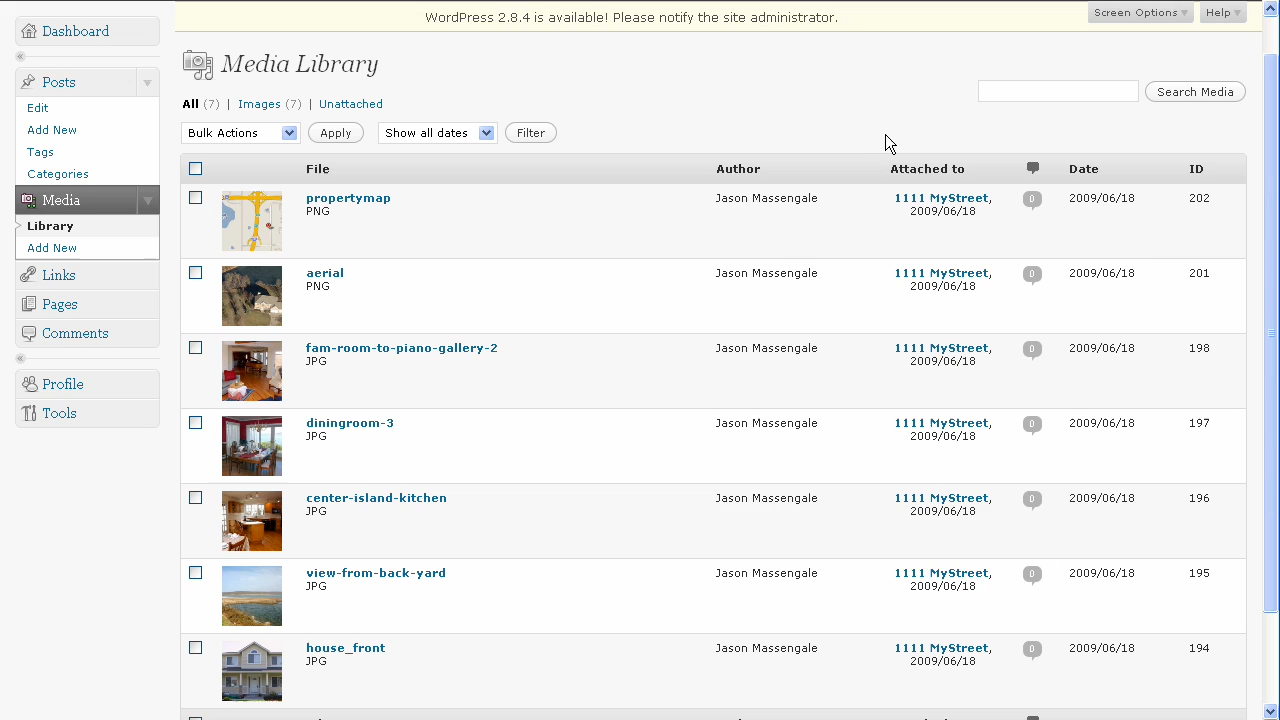 WordPress 2.8.4 is available! Please notify the site administrator.
Screen Options
Help
Dashboard
Posts
Edit
Add New
Tags
Categories
Media
Library
Add New
Links
Pages
Comments
Profile
Tools
Media Library
All (7) | Images (7) | Unattached
Search Media
Bulk Actions
Apply
Show all dates
Filter
File Author Attached to Date ID
propertymap Jason Massengale 1111 MyStreet, 0 2009/06/18 202
PNG 2009/06/18
aerial Jason Massengale 1111 MyStreet, 0 2009/06/18 201
PNG 2009/06/18
fam-room-to-piano-gallery-2 Jason Massengale 1111 MyStreet, 0 2009/06/18 198
JPG 2009/06/18
diningroom-3 Jason Massengale 1111 MyStreet, 0 2009/06/18 197
JPG 2009/06/18
center-island-kitchen Jason Massengale 1111 MyStreet, 0 2009/06/18 196
JPG 2009/06/18
view-from-back-yard Jason Massengale 1111 MyStreet, 0 2009/06/18 195
JPG 2009/06/18
house_front Jason Massengale 1111 MyStreet, 0 2009/06/18 194
JPG 2009/06/18